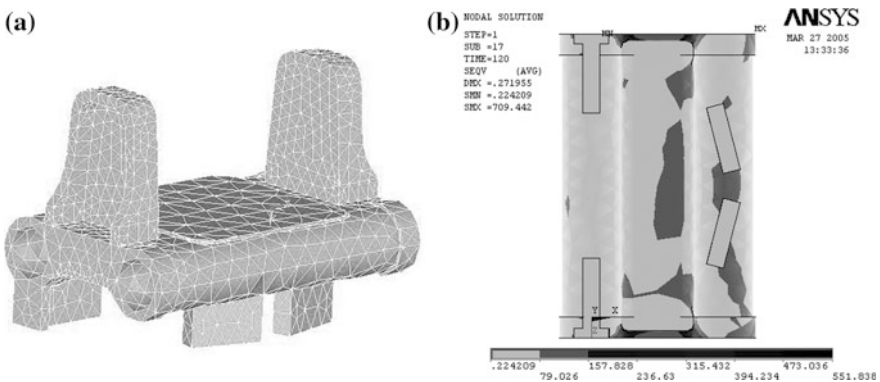 (a)
(b)
NODAL SOLUTION
STEP=1
SUB =17
TIME=120
SEQV (AVG)
DMX =.271955
SMN =.224209
SMX =709.442
MN
MX
ANSYS
MAR 27 2005
13:33:36
Y
X
Z
.224209 157.828 315.432 473.036
79.026 236.63 394.234 551.838